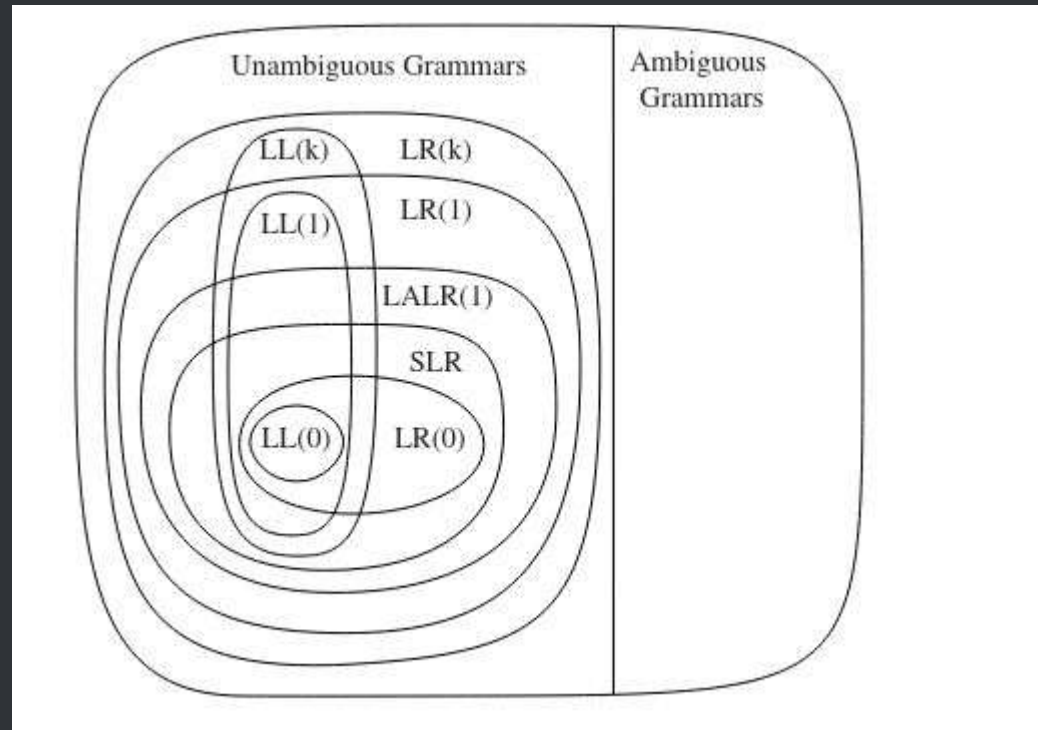 Unambiguous Grammars
Ambiguous
Grammars
LL(k)
LR(k)
LL(1)
LR(1)
LALR(1)
SLR
LL(0)
LR(0)